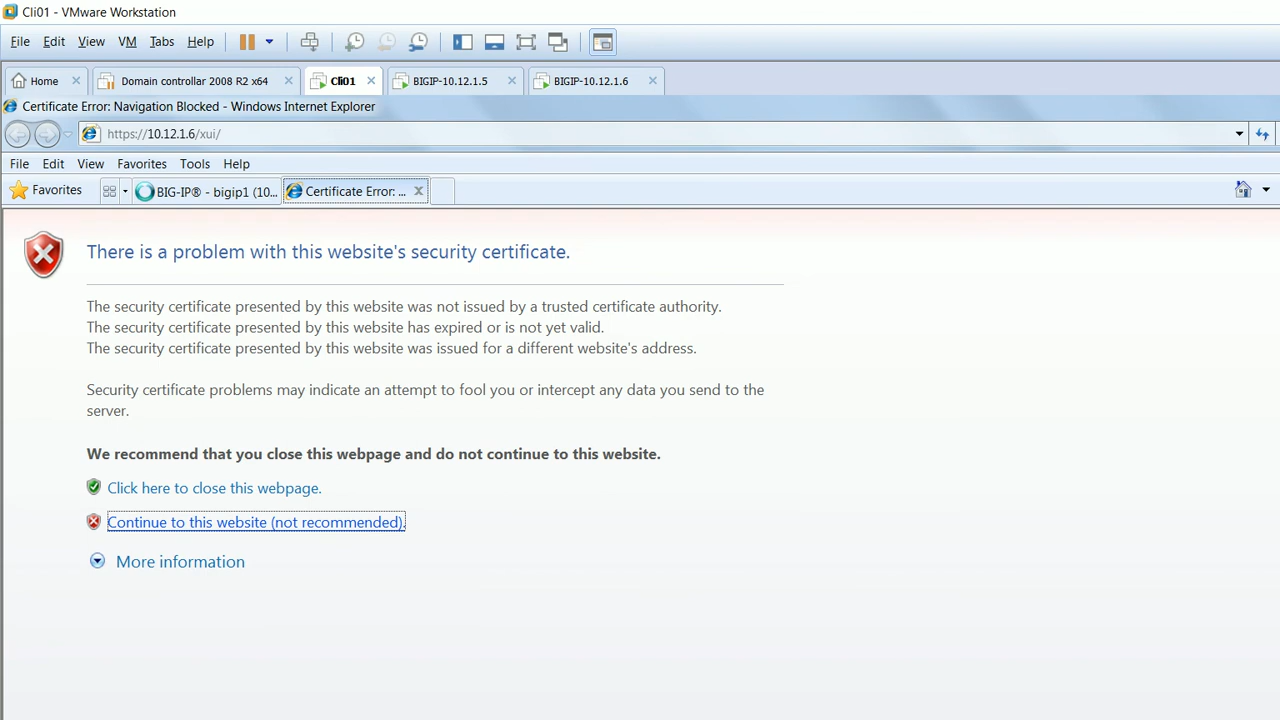 Cli01 - VMware Workstation
File Edit View VM Tabs Help
Home Domain controllar 2008 R2 x64 Cli01 BIGIP-10.12.1.5 BIGIP-10.12.1.6
Certificate Error: Navigation Blocked - Windows Internet Explorer
https://10.12.1.6/xui/
File Edit View Favorites Tools Help
Favorites BIG-IP® - bigip1 (10... Certificate Error: ...
There is a problem with this website's security certificate.
The security certificate presented by this website was not issued by a trusted certificate authority.
The security certificate presented by this website has expired or is not yet valid.
The security certificate presented by this website was issued for a different website's address.
Security certificate problems may indicate an attempt to fool you or intercept any data you send to the
server.
We recommend that you close this webpage and do not continue to this website.
Click here to close this webpage.
Continue to this website (not recommended).
More information